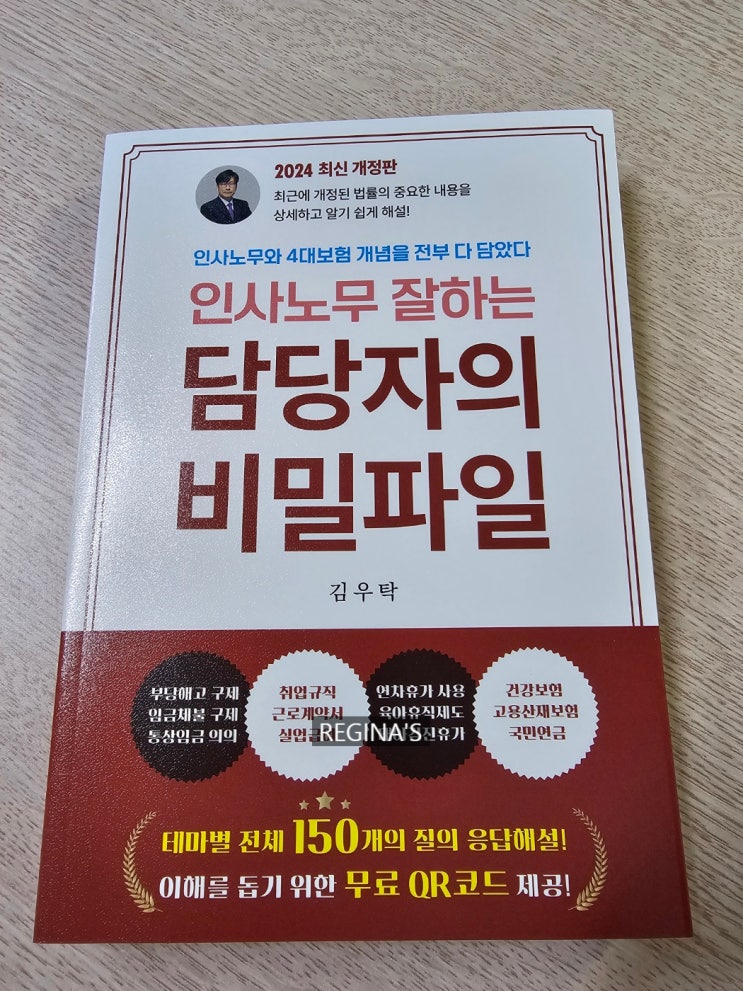 2024 최신 개정판
최근에 개정된 법률의 중요한 내용을
상세하고 알기 쉽게 해설!
인사노무와 4대보험 개념을 전부 다 담았다
인사노무 잘하는
담당자의
비밀파일
김우탁
부당해고 구제
임금체불 구제
통상임금 의의
취업규칙
근로계약서
연차휴가 사용
육아휴직제도
건강보험
고용산재보험
국민연금
REGINA'S
테마별 전체 150개의 질의 응답해설!
이해를 돕기 위한 무료 QR코드 제공!